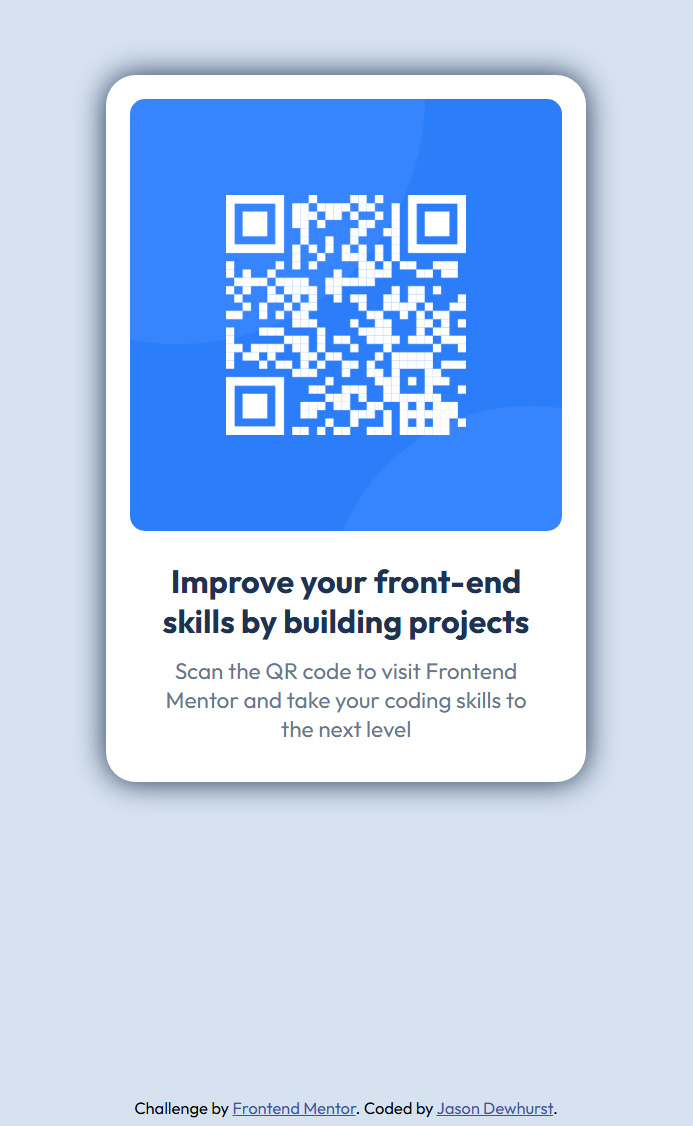 Improve your front-end
skills by building projects
Scan the QR code to visit Frontend
Mentor and take your coding skills to
the next level
Challenge by Frontend Mentor. Coded by Jason Dewhurst.